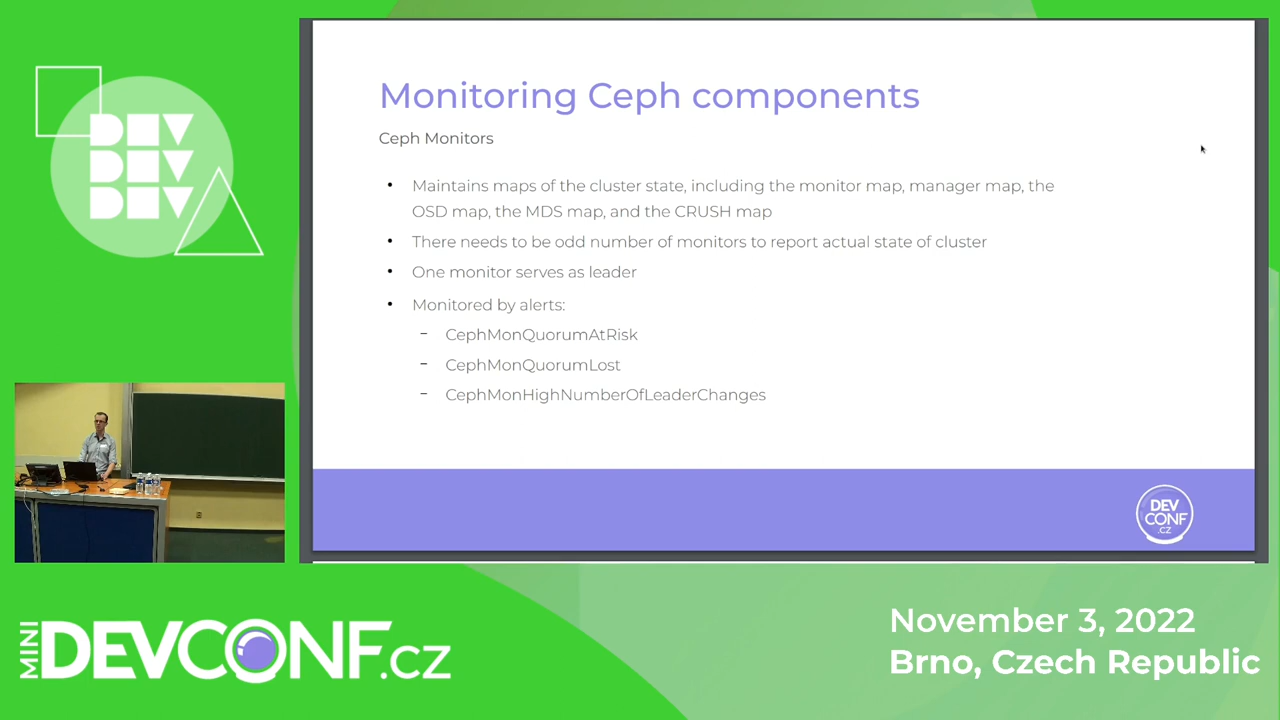 DEV
DEV
DEV
Monitoring Ceph components
Ceph Monitors
• Maintains maps of the cluster state, including the monitor map, manager map, the
OSD map, the MDS map, and the CRUSH map
• There needs to be odd number of monitors to report actual state of cluster
• One monitor serves as leader
• Monitored by alerts:
- CephMonQuorumAtRisk
- CephMonQuorumLost
- CephMonHighNumberOfLeaderChanges
DEV
CONF
.CZ
MINI
DEVCONF.cz
November 3, 2022
Brno, Czech Republic